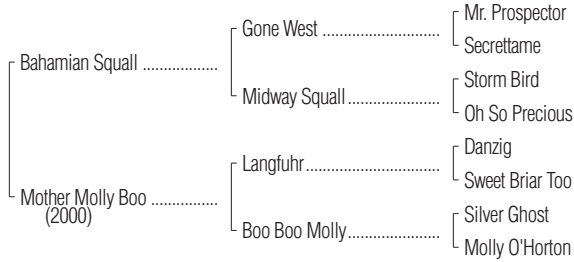 Mr. Prospector
Gone West ........................
Secrettame
Bahamian Squall ..................
Storm Bird
Midway Squall...................
Oh So Precious
Danzig
Langfuhr............................
Sweet Briar Too
Mother Molly Boo ................
(2000)
Silver Ghost
Boo Boo Molly...................
Molly O'Horton